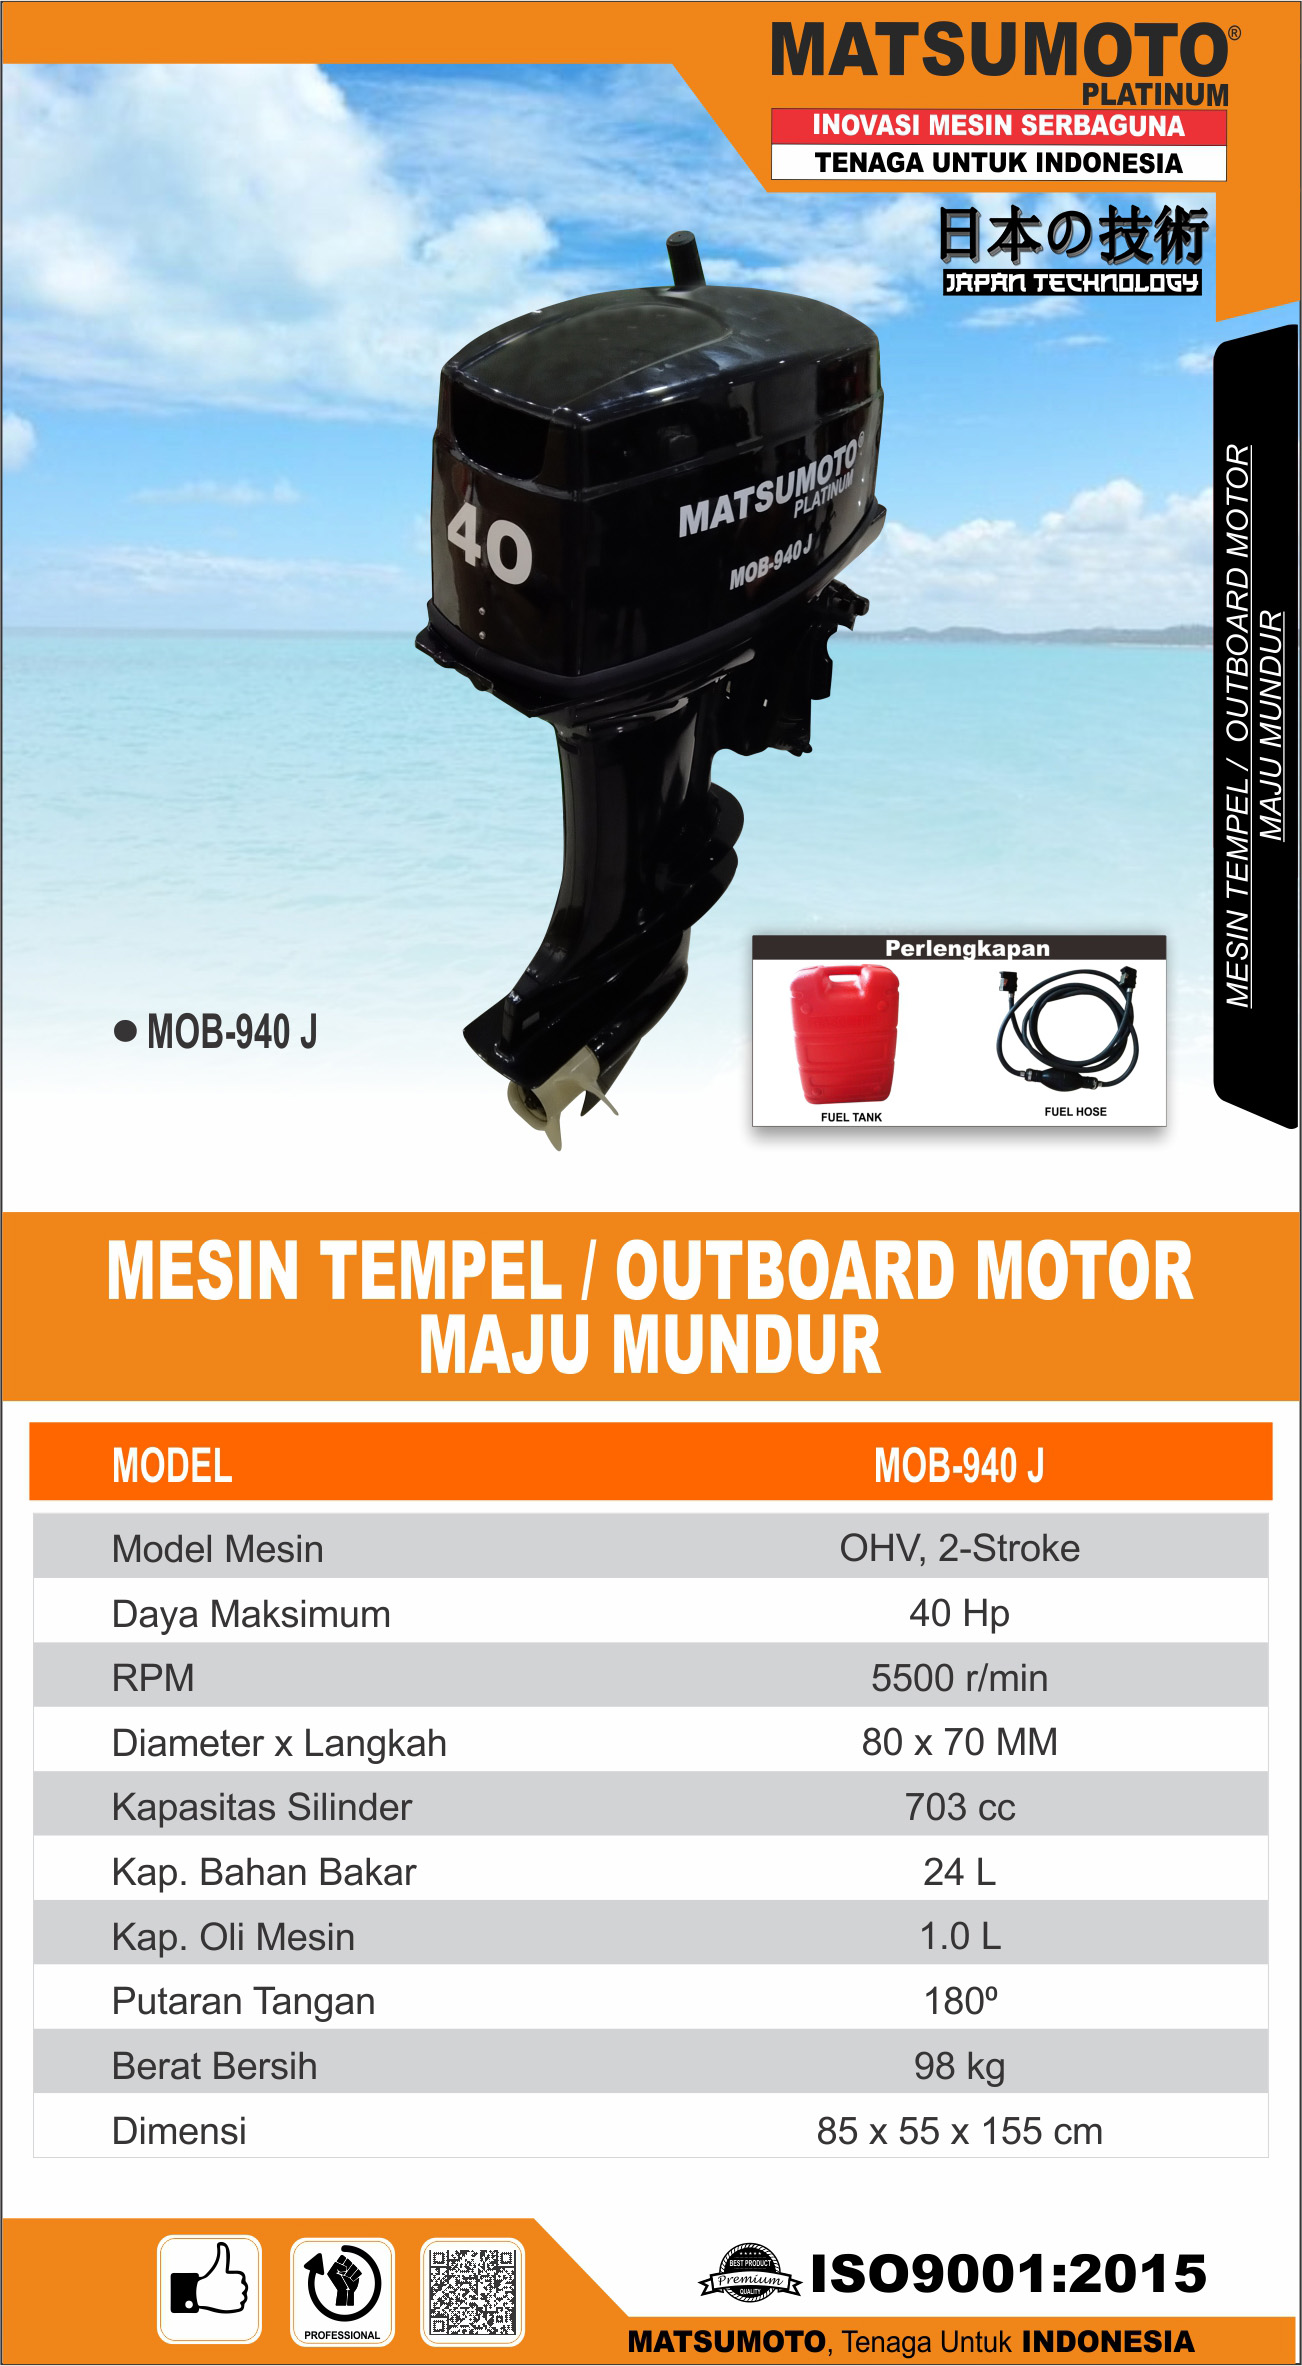 MATSUMOTO®
PLATINUM
INOVASI MESIN SERBAGUNA
TENAGA UNTUK INDONESIA
日本の技術
JAPAN TECHNOLOGY
40
MATSUMOTO®
PLATINUM
MOB-940 J
MESIN TEMPEL / OUTBOARD MOTOR
MAJU MUNDUR
Perlengkapan
FUEL TANK
FUEL HOSE
● MOB-940 J
MESIN TEMPEL / OUTBOARD MOTOR
MAJU MUNDUR
MODEL MOB-940 J
Model Mesin OHV, 2-Stroke
Daya Maksimum 40 Hp
RPM 5500 r/min
Diameter x Langkah 80 x 70 MM
Kapasitas Silinder 703 cc
Kap. Bahan Bakar 24 L
Kap. Oli Mesin 1.0 L
Putaran Tangan 180º
Berat Bersih 98 kg
Dimensi 85 x 55 x 155 cm
PROFESSIONAL
BEST PRODUCT
Premium
QUALITY
ISO9001:2015
MATSUMOTO, Tenaga Untuk INDONESIA